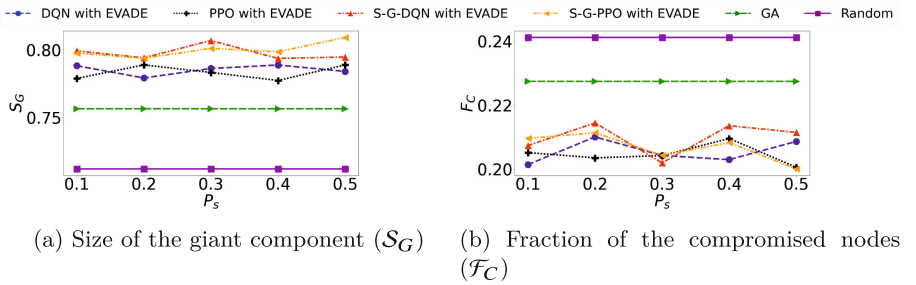 DQN with EVADE PPO with EVADE S-G-DQN with EVADE S-G-PPO with EVADE GA Random
0.80
0.75
S_G
0.1 0.2 0.3 0.4 0.5
P_s
0.24
0.22
0.20
F_C
0.1 0.2 0.3 0.4 0.5
P_s
(a) Size of the giant component (𝒮_G)
(b) Fraction of the compromised nodes
(ℱ_C)